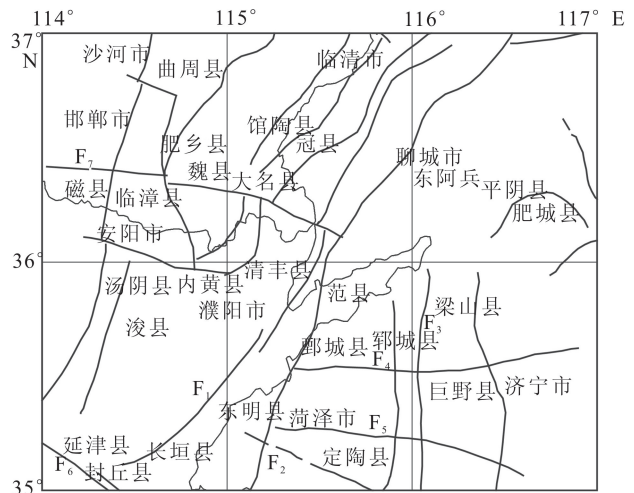 114° 115° 116° 117° E
37°
N
沙河市
曲周县
临清市
邯郸市
馆陶县
肥乡县
冠县
F7
魏县
聊城市
大名县
东阿兵
磁县
临漳县
平阴县
肥城县
安阳市
36°
清丰县
汤阴县
内黄县
范县
濮阳市
梁山县
浚县
F3
鄄城县
郓城县
F4
F1
巨野县
济宁市
东明县
菏泽市
F5
延津县
长垣县
定陶县
F6
封丘县
F2
35°